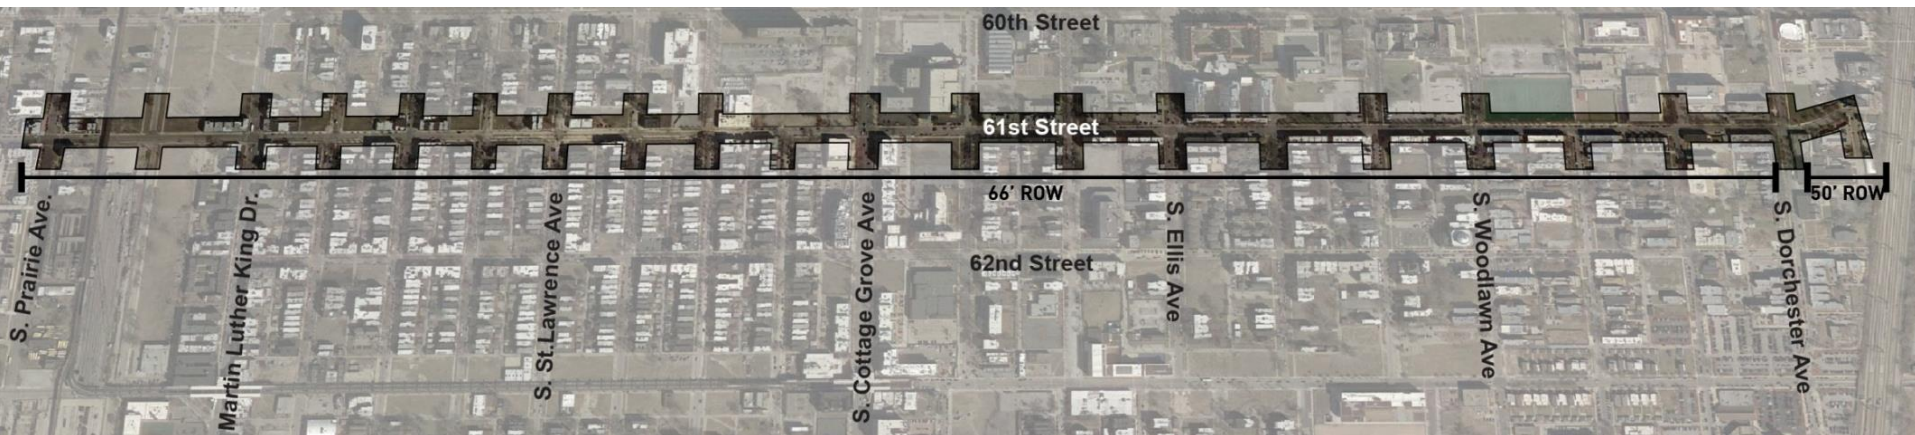 60th Street
61st Street
66' ROW
50' ROW
S. Prairie Ave.
Martin Luther King Dr.
S. St.Lawrence Ave
S. Cottage Grove Ave
S. Ellis Ave
S. Woodlawn Ave
S. Dorchester Ave
62nd Street